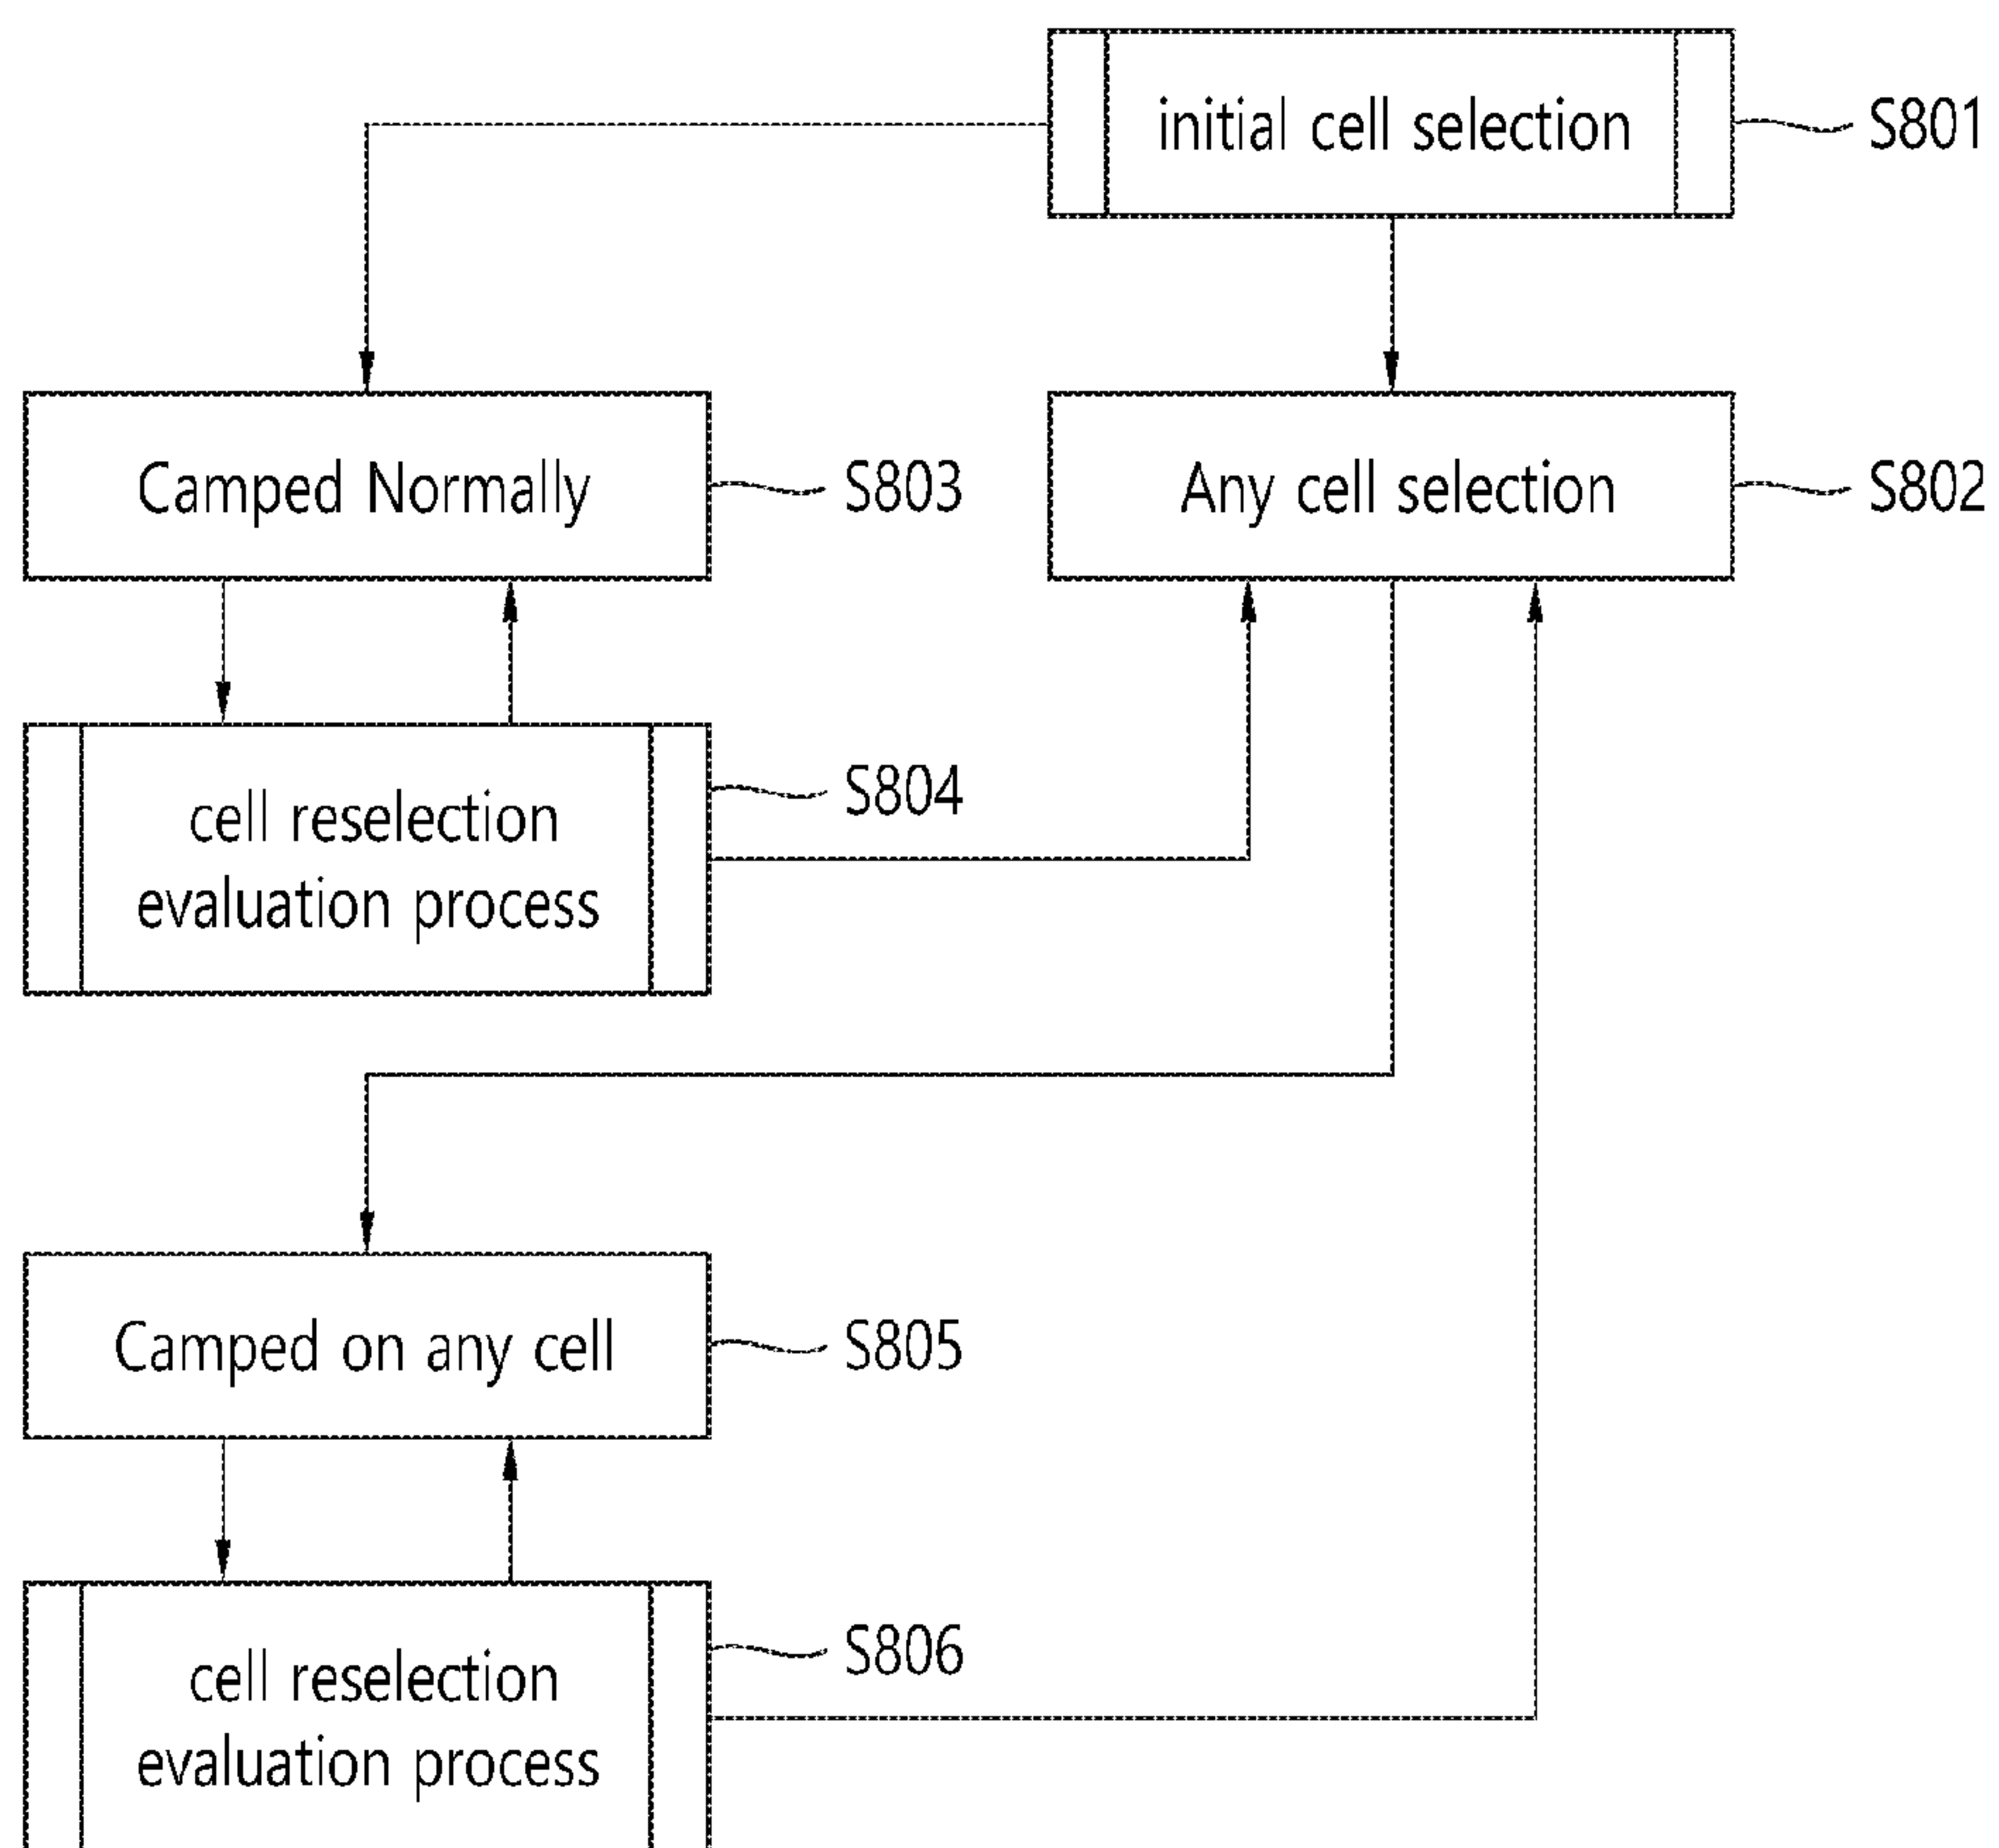 initial cell selection
S801
Camped Normally
S803
Any cell selection
S802
cell reselection
evaluation process
S804
Camped on any cell
S805
cell reselection
evaluation process
S806